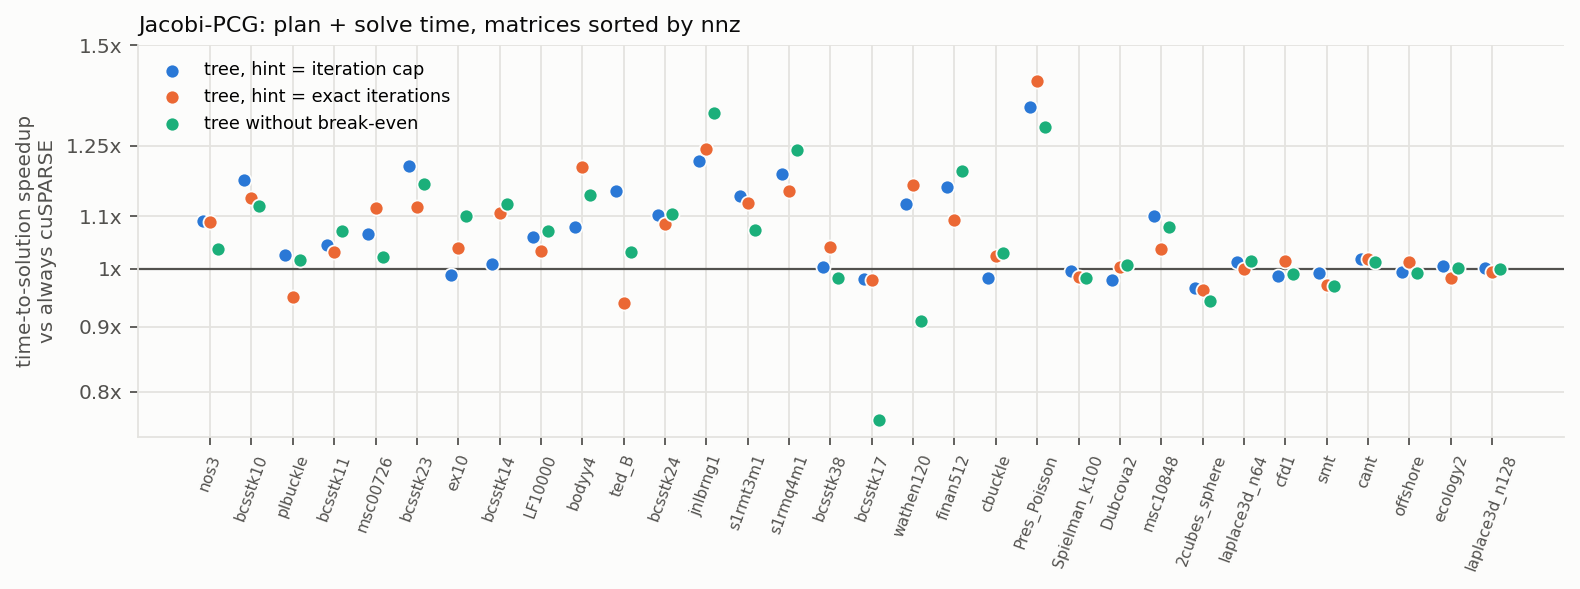 Jacobi-PCG: plan + solve time, matrices sorted by nnz
time-to-solution speedup
vs always cuSPARSE
1.5x
1.25x
1.1x
1x
0.9x
0.8x
tree, hint = iteration cap
tree, hint = exact iterations
tree without break-even
nos3
bcsstk10
plbuckle
bcsstk11
msc00726
bcsstk23
ex10
bcsstk14
LF10000
bodyy4
ted_B
bcsstk24
jnlbrng1
s1rmt3m1
s1rmq4m1
bcsstk38
bcsstk17
wathen120
finan512
cbuckle
Pres_Poisson
Spielman_k100
Dubcova2
msc10848
2cubes_sphere
laplace3d_n64
cfd1
smt
cant
offshore
ecology2
laplace3d_n128